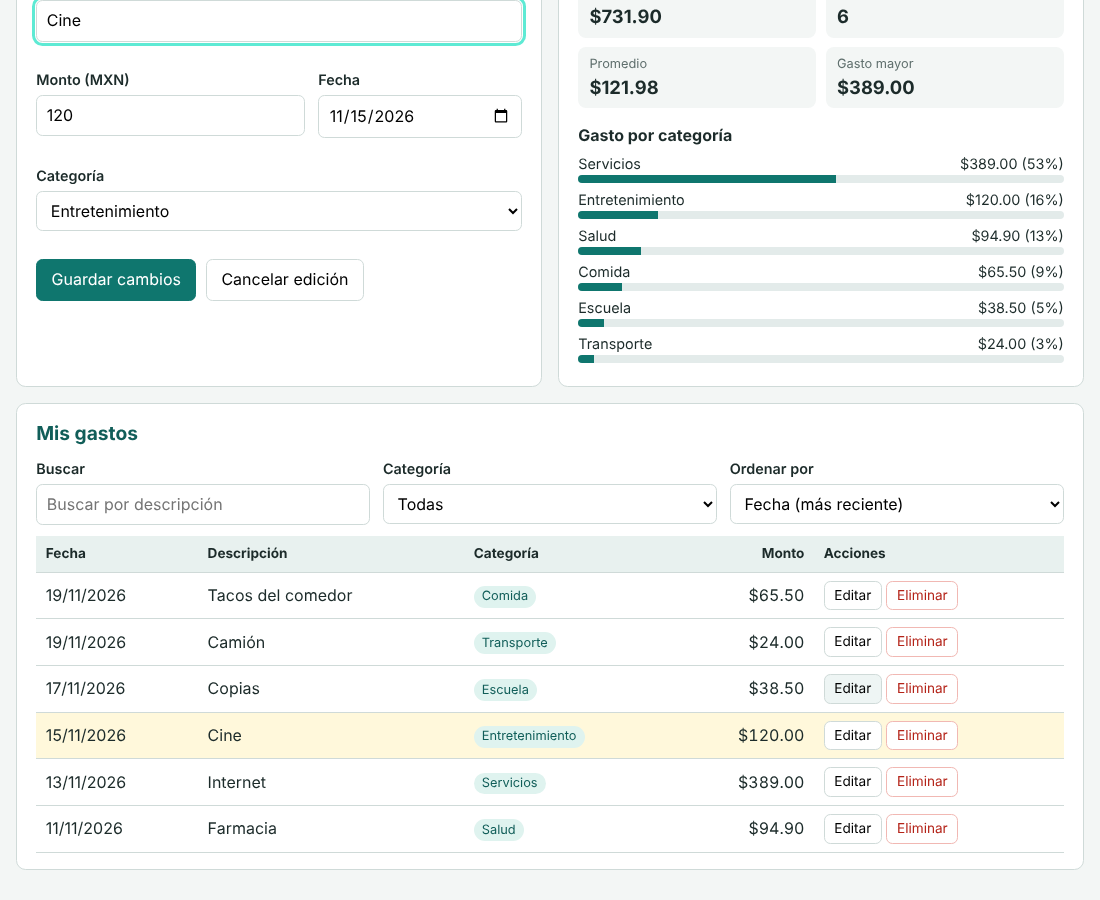 Cine
Monto (MXN)
Fecha
120
11/15/2026
Categoría
Entretenimiento
Guardar cambios
Cancelar edición
$731.90
6
Promedio
Gasto mayor
$121.98
$389.00
Gasto por categoría
Servicios $389.00 (53%)
Entretenimiento $120.00 (16%)
Salud $94.90 (13%)
Comida $65.50 (9%)
Escuela $38.50 (5%)
Transporte $24.00 (3%)
Mis gastos
Buscar Categoría Ordenar por
Buscar por descripción Todas Fecha (más reciente)
Fecha Descripción Categoría Monto Acciones
19/11/2026 Tacos del comedor Comida $65.50 Editar Eliminar
19/11/2026 Camión Transporte $24.00 Editar Eliminar
17/11/2026 Copias Escuela $38.50 Editar Eliminar
15/11/2026 Cine Entretenimiento $120.00 Editar Eliminar
13/11/2026 Internet Servicios $389.00 Editar Eliminar
11/11/2026 Farmacia Salud $94.90 Editar Eliminar